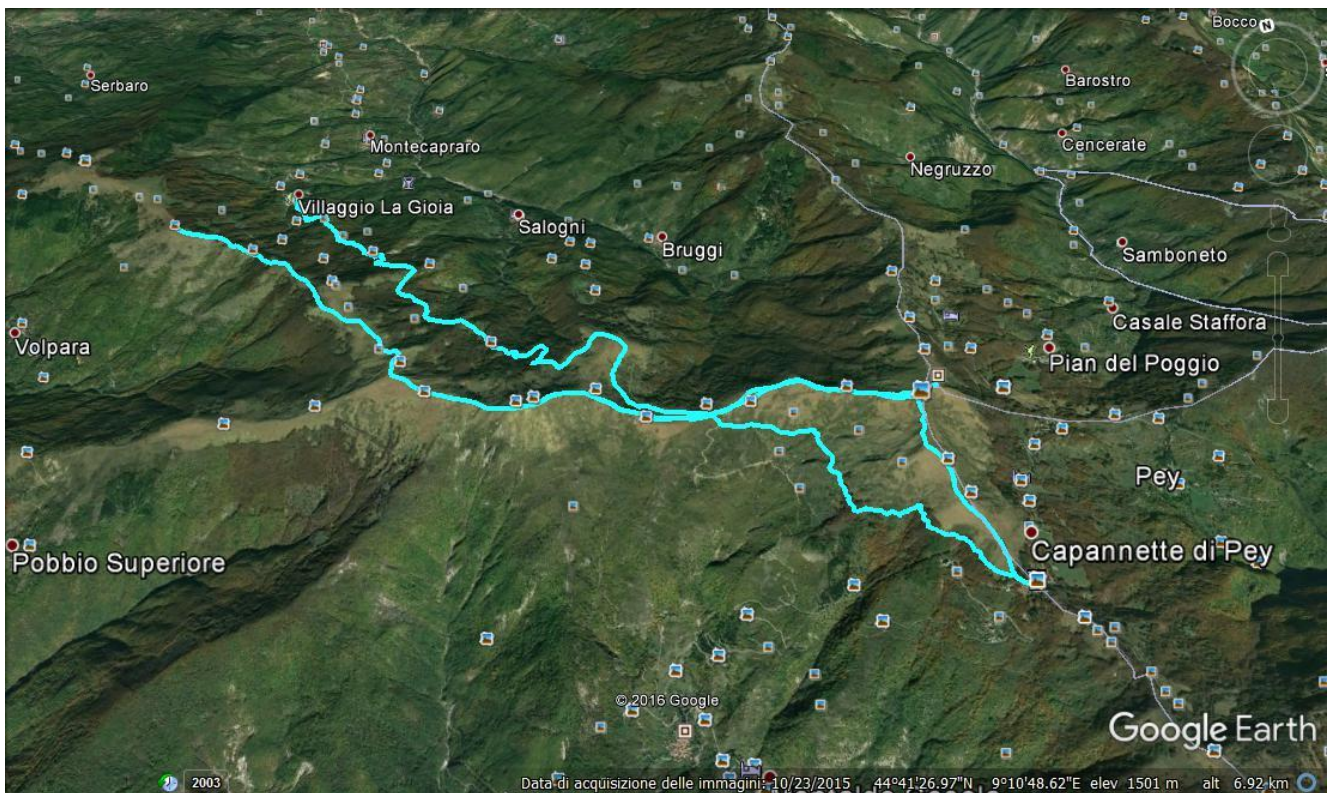 Bocco
N
Serbaro
Barostro
Montecapraro
Cencerate
Negruzzo
Villaggio La Gioia
Salogni
Bruggi
Samboneto
Casale Staffora
Volpara
Pian del Poggio
Pey
Pobbio Superiore
Capannette di Pey
© 2016 Google
Google Earth
2003
Data di acquisizione delle immagini: 10/23/2015 44°41'26.97"N 9°10'48.62"E elev 1501 m alt 6.92 km